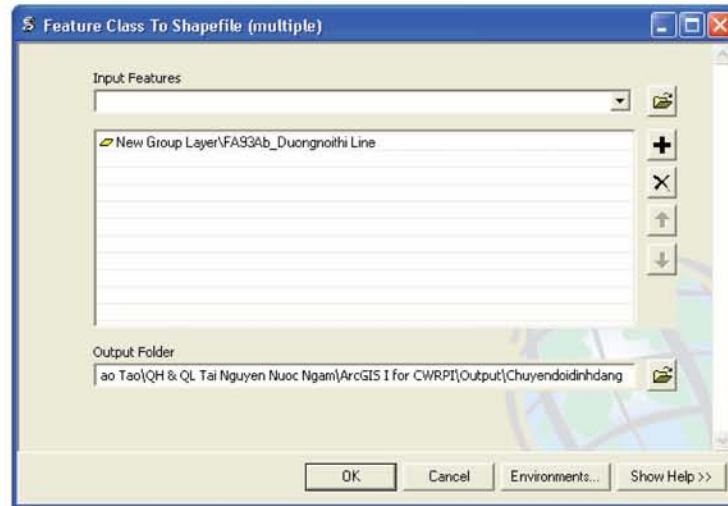 Feature Class To Shapefile (multiple)
Input Features
New Group Layer\FA93Ab_Duongnoithi Line
Output Folder
ao Tao\QH & QL Tai Nguyen Nuoc Ngam\ArcGIS I for CWRPI\Output\Chuyendoidinhdang
OK Cancel Environments... Show Help >>